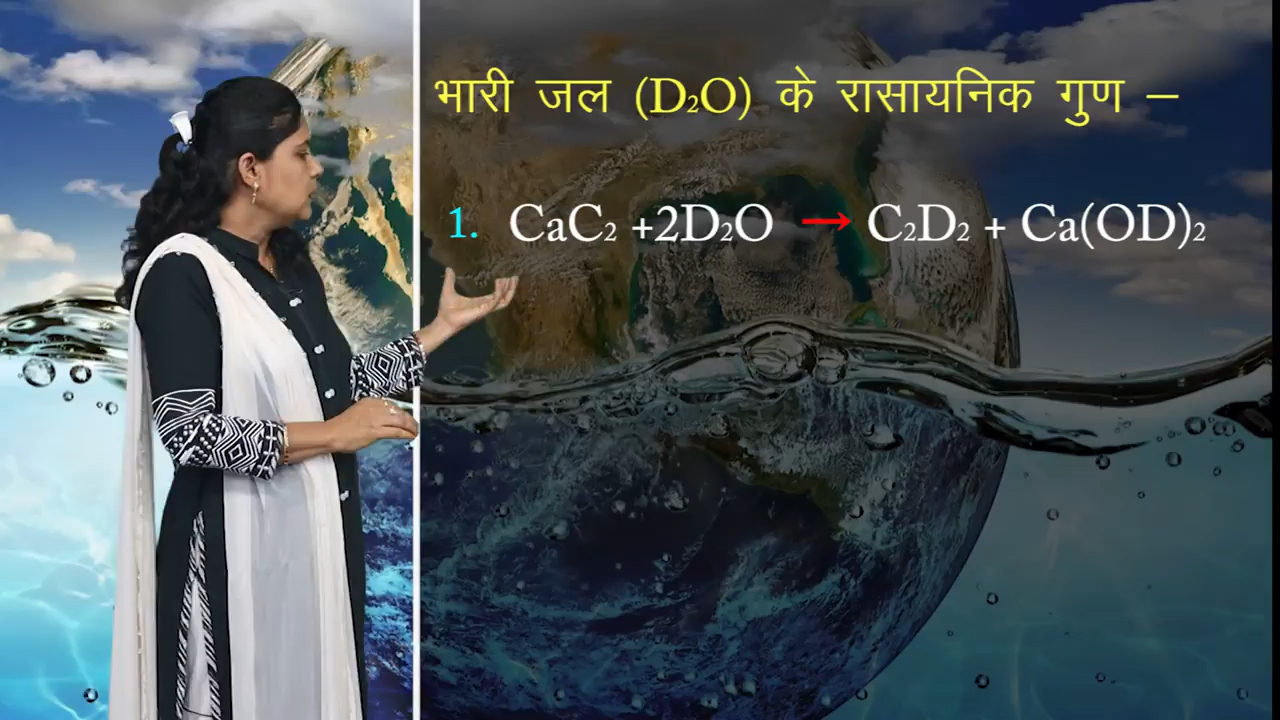 भारी जल (D₂O) के रासायनिक गुण –
1. CaC₂ +2D₂O → C₂D₂ + Ca(OD)₂